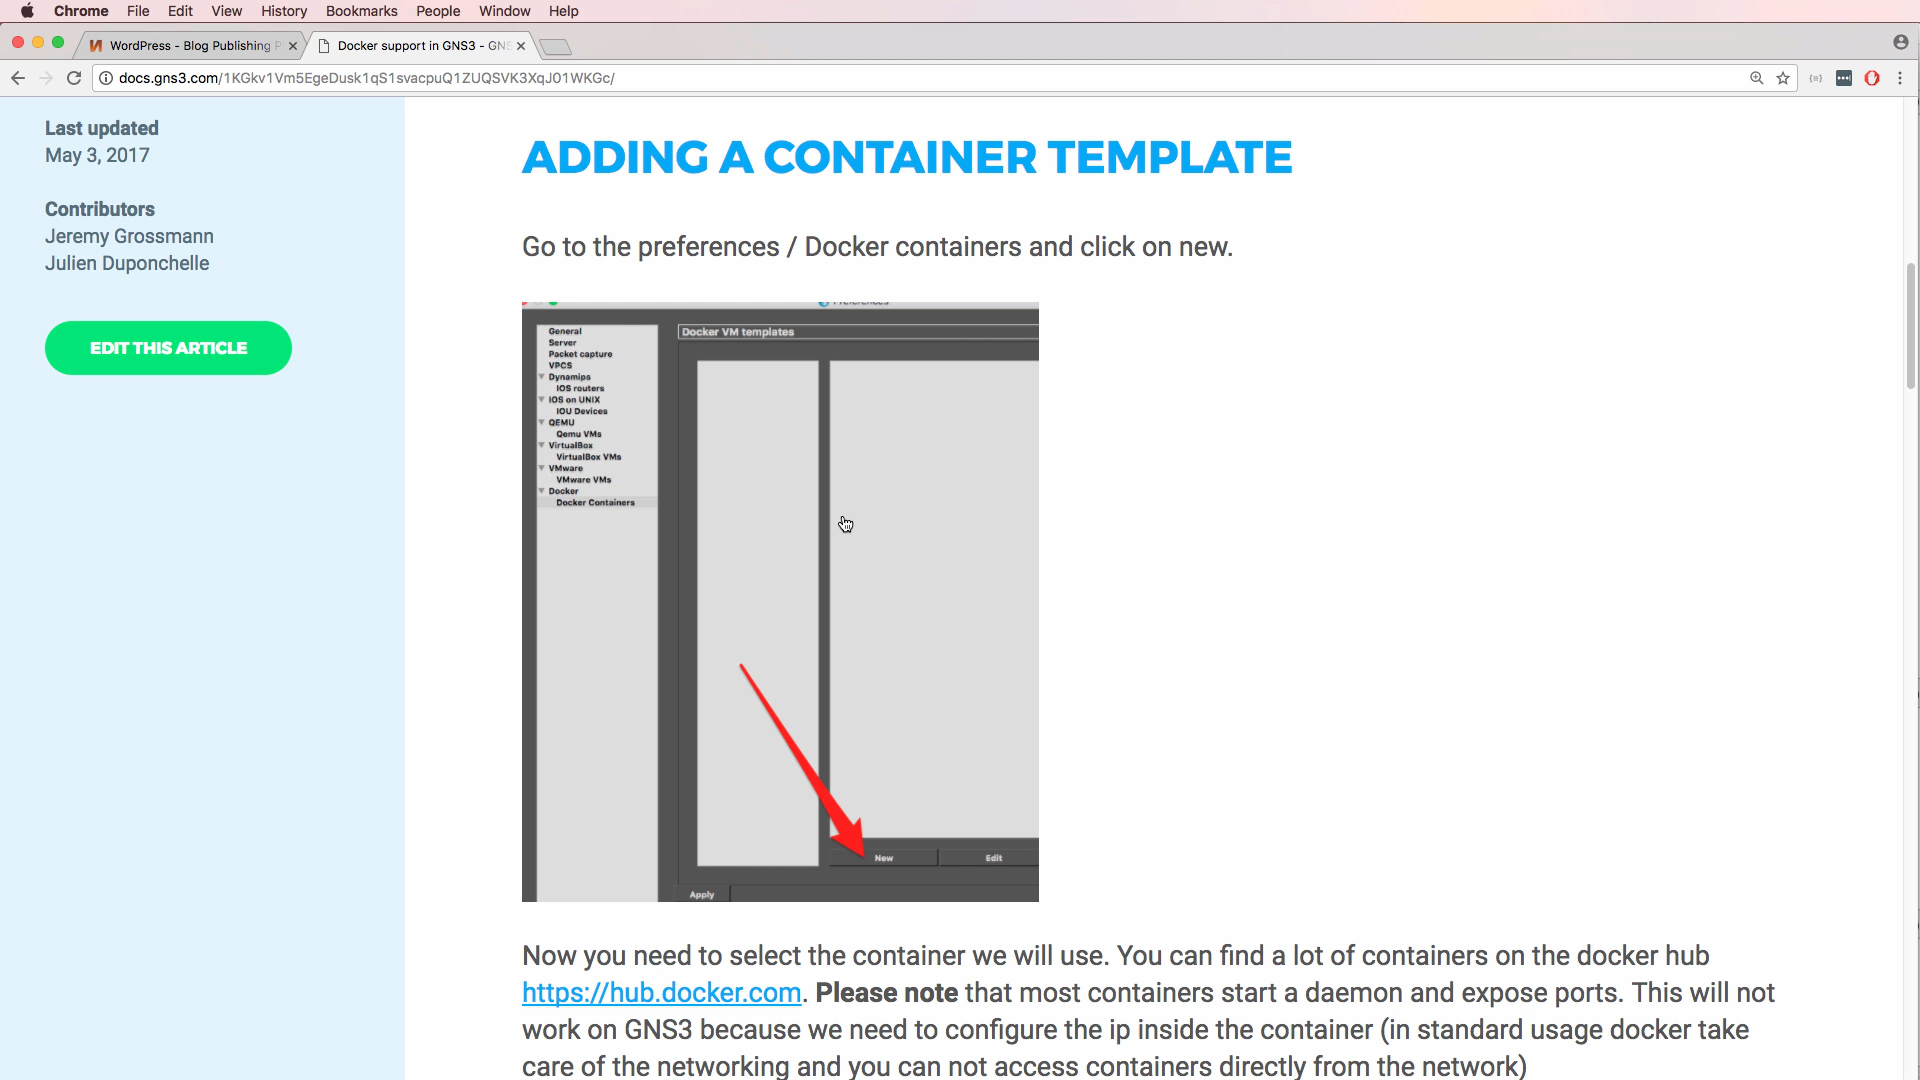 Chrome File Edit View History Bookmarks People Window Help
WordPress - Blog Publishing P
Docker support in GNS3 - GNS
docs.gns3.com/1KGkv1Vm5EgeDusk1qS1svacpuQ1ZUQSVK3XqJ01WKGc/
Last updated
May 3, 2017
Contributors
Jeremy Grossmann
Julien Duponchelle
EDIT THIS ARTICLE
ADDING A CONTAINER TEMPLATE
Go to the preferences / Docker containers and click on new.
Preferences
General
Server
Packet capture
VPCS
Dynamips
IOS routers
IOS on UNIX
IOU Devices
QEMU
Qemu VMs
VirtualBox
VirtualBox VMs
VMware
VMware VMs
Docker
Docker Containers
Docker VM templates
New
Edit
Apply
Now you need to select the container we will use. You can find a lot of containers on the docker hub
https://hub.docker.com. Please note that most containers start a daemon and expose ports. This will not
work on GNS3 because we need to configure the ip inside the container (in standard usage docker take
care of the networking and you can not access containers directly from the network)